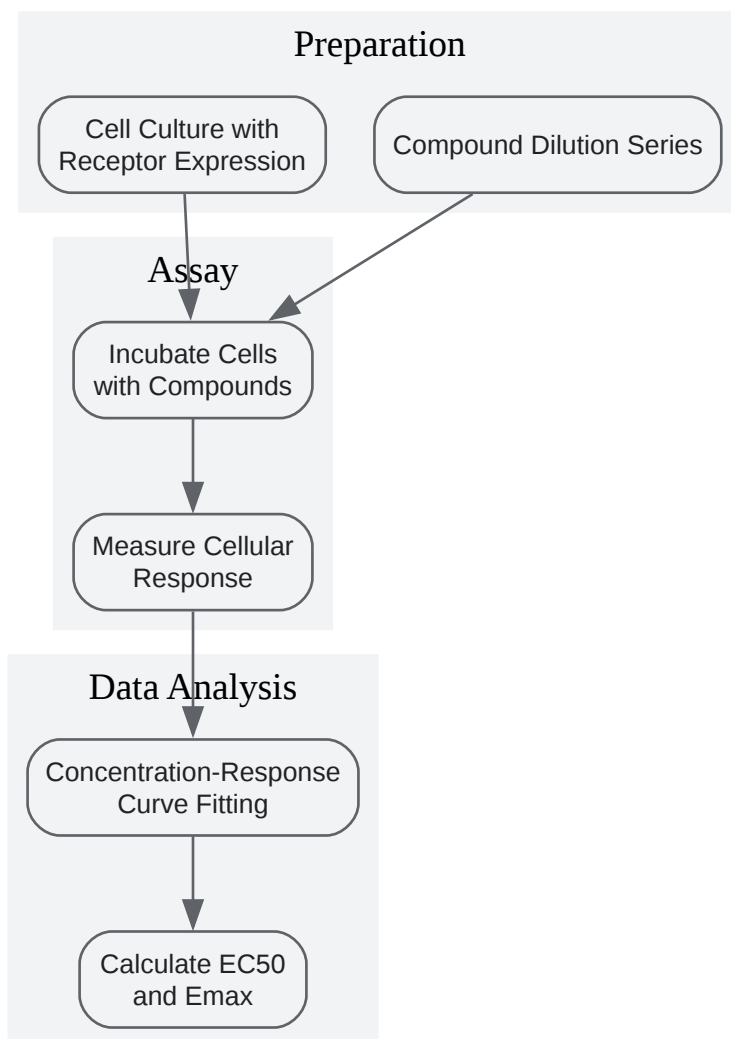 Preparation
Cell Culture with
Receptor Expression
Compound Dilution Series
Assay
Incubate Cells
with Compounds
Measure Cellular
Response
Data Analysis
Concentration-Response
Curve Fitting
Calculate EC50
and Emax